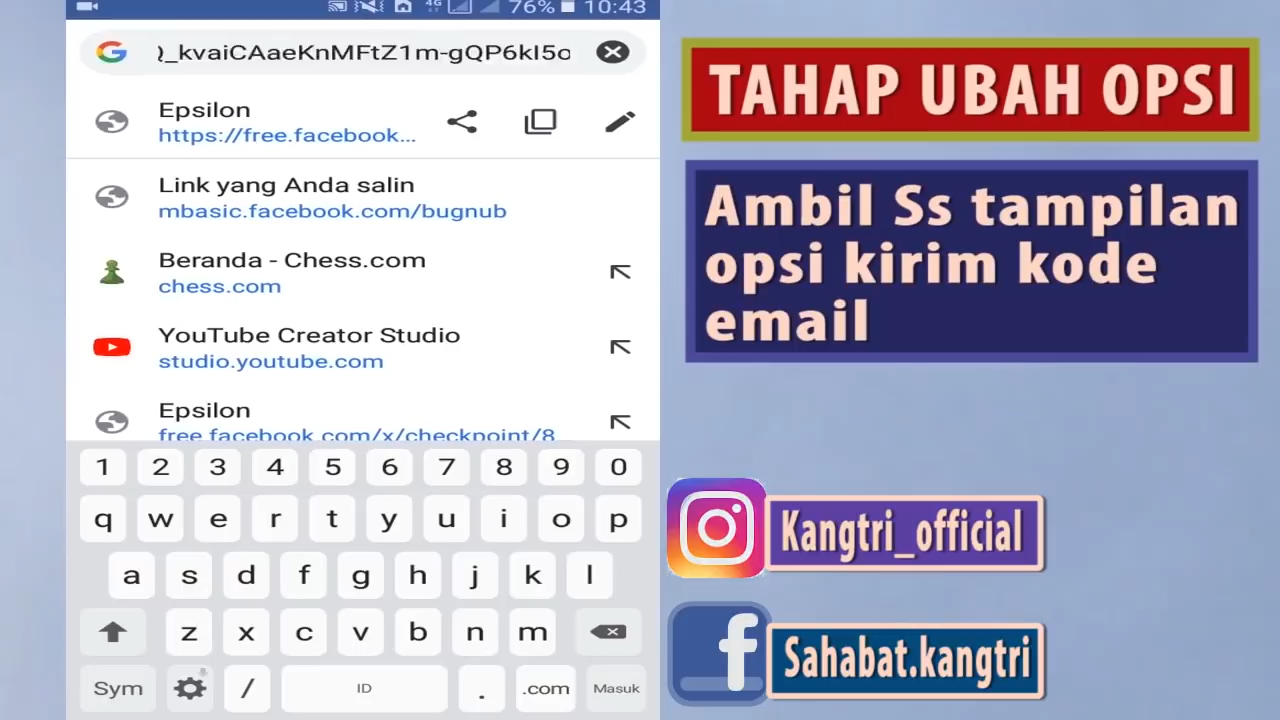 4G 76% 10:43
Q_kvaiCAaeKnMFtZ1m-gQP6kI5o
Epsilon
https://free.facebook...
Link yang Anda salin
mbasic.facebook.com/bugnub
Beranda - Chess.com
chess.com
YouTube Creator Studio
studio.youtube.com
Epsilon
free.facebook.com/x/checkpoint/8...
1 2 3 4 5 6 7 8 9 0
q w e r t y u i o p
a s d f g h j k l
z x c v b n m
Sym / ID . .com Masuk
TAHAP UBAH OPSI
Ambil Ss tampilan
opsi kirim kode
email
Kangtri_official
f
Sahabat.kangtri